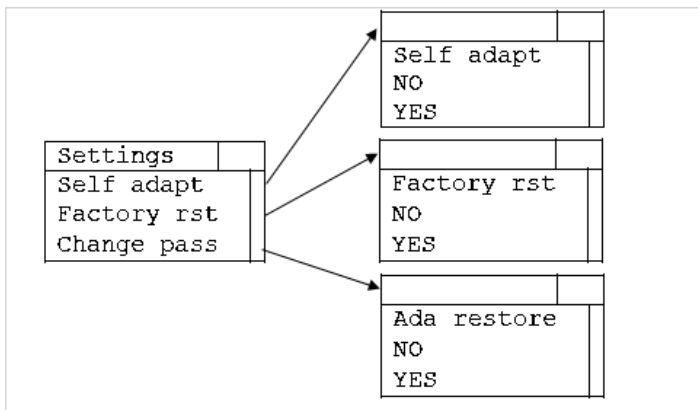 Settings
Self adapt
Factory rst
Change pass
Self adapt
NO
YES
Factory rst
NO
YES
Ada restore
NO
YES